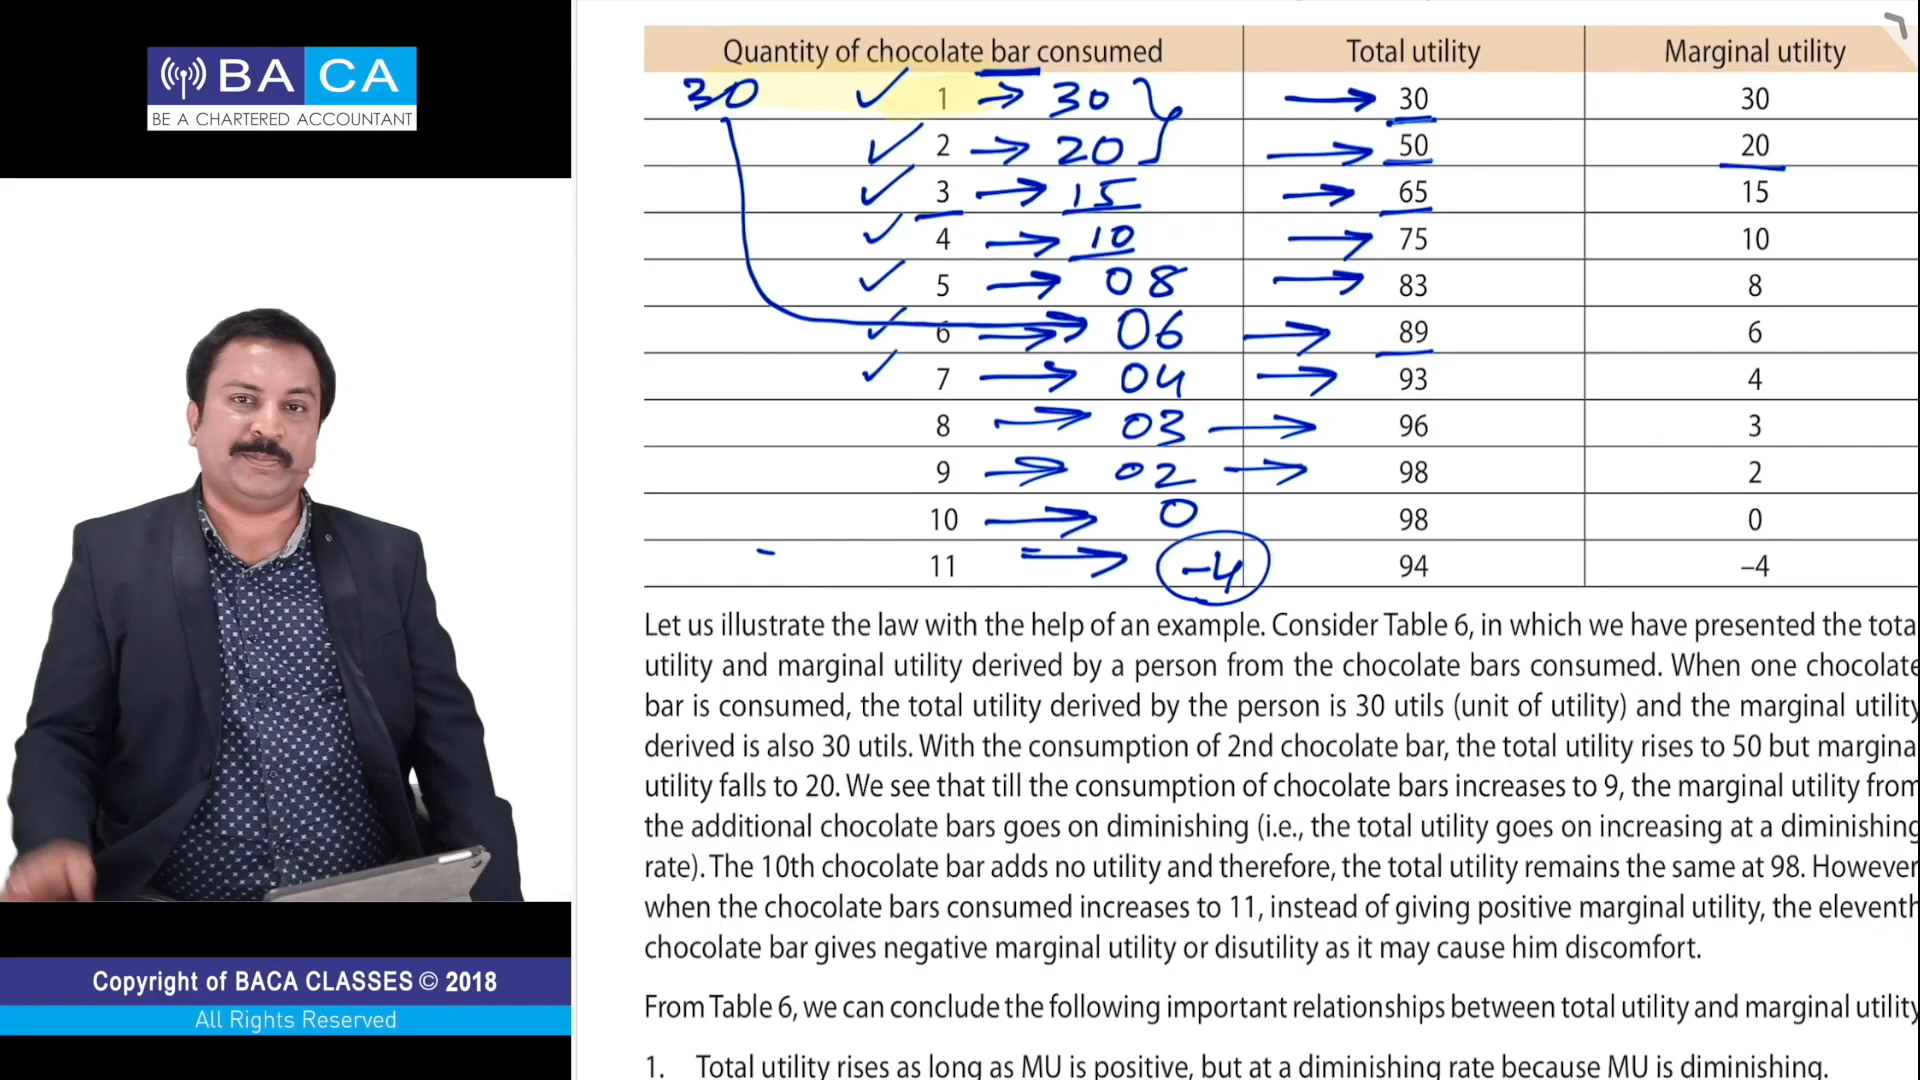 BA CA
BE A CHARTERED ACCOUNTANT
Quantity of chocolate bar consumed Total utility Marginal utility
30 1 → 30 → 30 30
2 → 20 → 50 20
3 → 15 → 65 15
4 → 10 → 75 10
5 → 08 → 83 8
6 → 06 → 89 6
7 → 04 → 93 4
8 → 03 → 96 3
9 → 02 → 98 2
10 → 0 98 0
11 → -4 94 –4
Let us illustrate the law with the help of an example. Consider Table 6, in which we have presented the tota
utility and marginal utility derived by a person from the chocolate bars consumed. When one chocolate
bar is consumed, the total utility derived by the person is 30 utils (unit of utility) and the marginal utility
derived is also 30 utils. With the consumption of 2nd chocolate bar, the total utility rises to 50 but margina
utility falls to 20. We see that till the consumption of chocolate bars increases to 9, the marginal utility from
the additional chocolate bars goes on diminishing (i.e., the total utility goes on increasing at a diminishing
rate). The 10th chocolate bar adds no utility and therefore, the total utility remains the same at 98. However
when the chocolate bars consumed increases to 11, instead of giving positive marginal utility, the eleventh
chocolate bar gives negative marginal utility or disutility as it may cause him discomfort.
From Table 6, we can conclude the following important relationships between total utility and marginal utility
1. Total utility rises as long as MU is positive, but at a diminishing rate because MU is diminishing.
Copyright of BACA CLASSES © 2018
All Rights Reserved